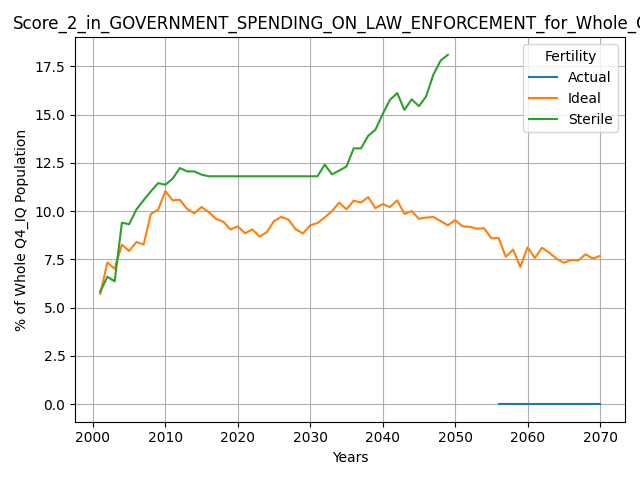 Score_2_in_GOVERNMENT_SPENDING_ON_LAW_ENFORCEMENT_for_Whole_
Fertility
Actual
Ideal
Sterile
% of Whole Q4_IQ Population
17.5
15.0
12.5
10.0
7.5
5.0
2.5
0.0
2000
2010
2020
2030
2040
2050
2060
2070
Years